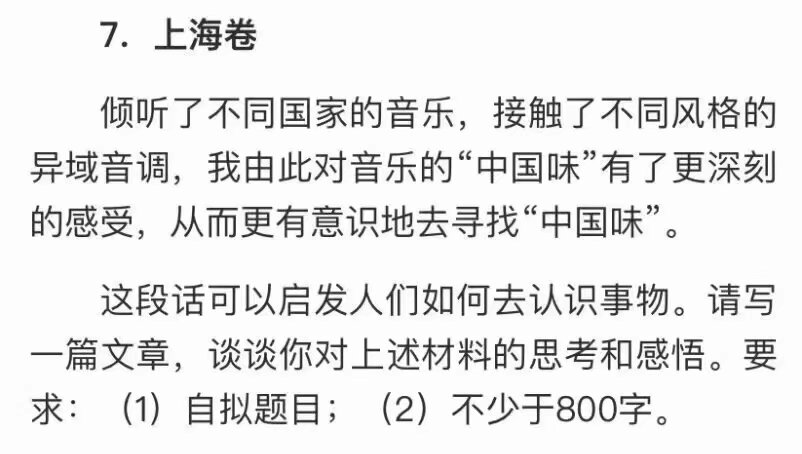 7. 上海卷
倾听了不同国家的音乐，接触了不同风格的
异域音调，我由此对音乐的“中国味”有了更深刻
的感受，从而更有意识地去寻找“中国味”。
这段话可以启发人们如何去认识事物。请写
一篇文章，谈谈你对上述材料的思考和感悟。要
求：（1）自拟题目；（2）不少于800字。